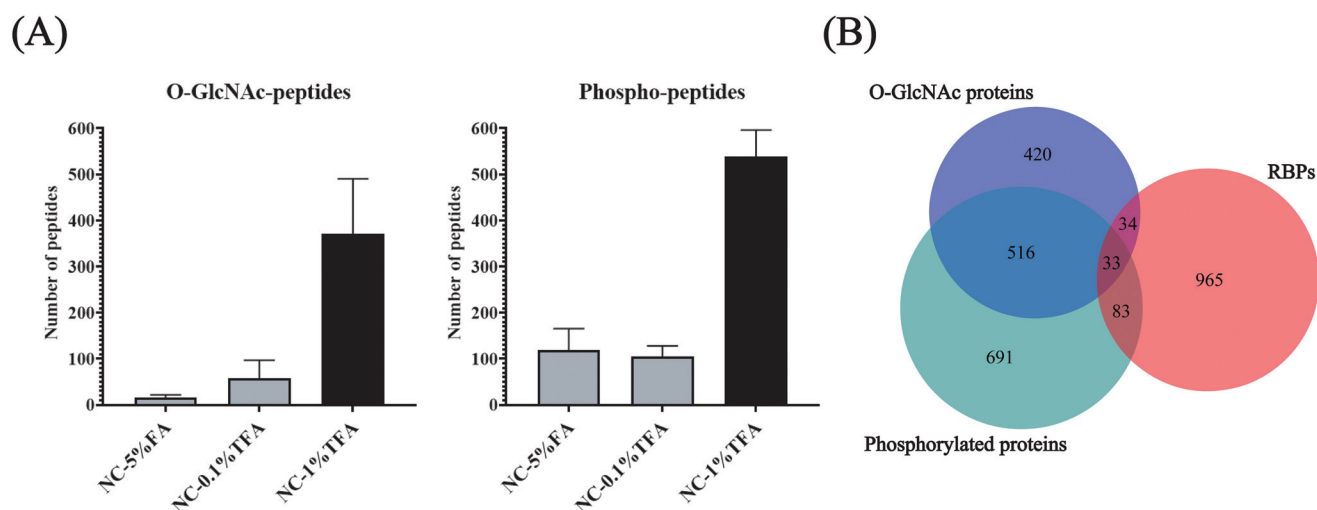 (A)
O-GlcNAc-peptides
Number of peptides
600
500
400
300
200
100
0
NC-5%FA
NC-0.1%TFA
NC-1%TFA
Phospho-peptides
Number of peptides
600
500
400
300
200
100
0
NC-5%FA
NC-0.1%TFA
NC-1%TFA
(B)
O-GlcNAc proteins
RBPs
420
34
516
33
965
83
691
Phosphorylated proteins